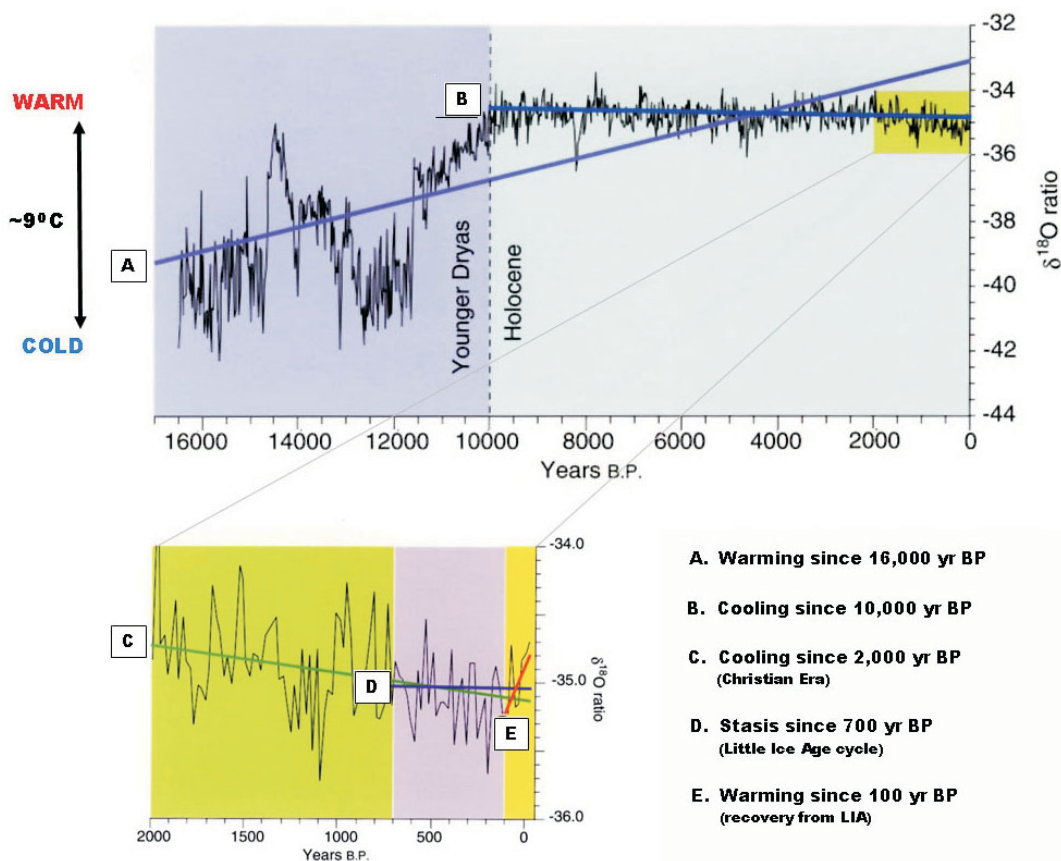 WARM
~9°C
COLD
A
B
Younger Dryas
Holocene
-32
-34
-36
-38
-40
-42
-44
δ18O ratio
16000 14000 12000 10000 8000 6000 4000 2000 0
Years B.P.
C
D
E
-34.0
-35.0
-36.0
δ18O ratio
2000 1500 1000 500 0
Years B.P.
A. Warming since 16,000 yr BP
B. Cooling since 10,000 yr BP
C. Cooling since 2,000 yr BP
(Christian Era)
D. Stasis since 700 yr BP
(Little Ice Age cycle)
E. Warming since 100 yr BP
(recovery from LIA)